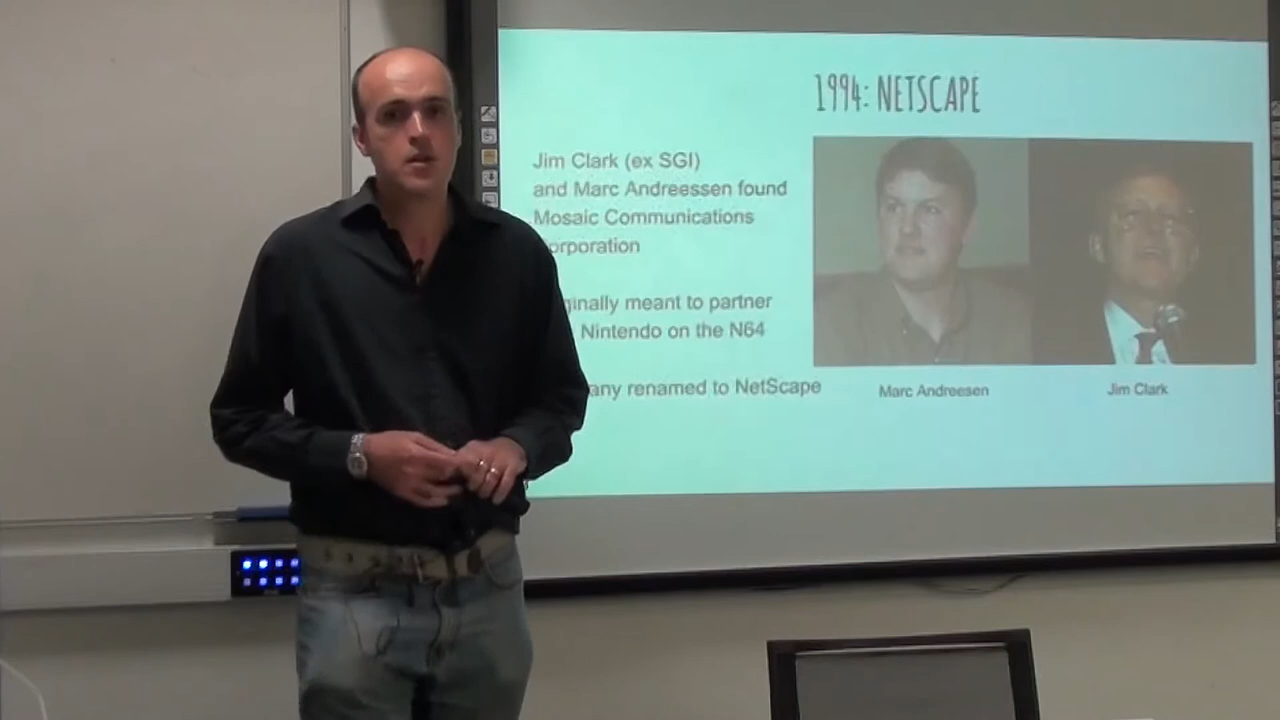 1994: NETSCAPE
Jim Clark (ex SGI)
and Marc Andreessen found
Mosaic Communications
orporation
ginally meant to partner
Nintendo on the N64
any renamed to NetScape
Marc Andreesen
Jim Clark